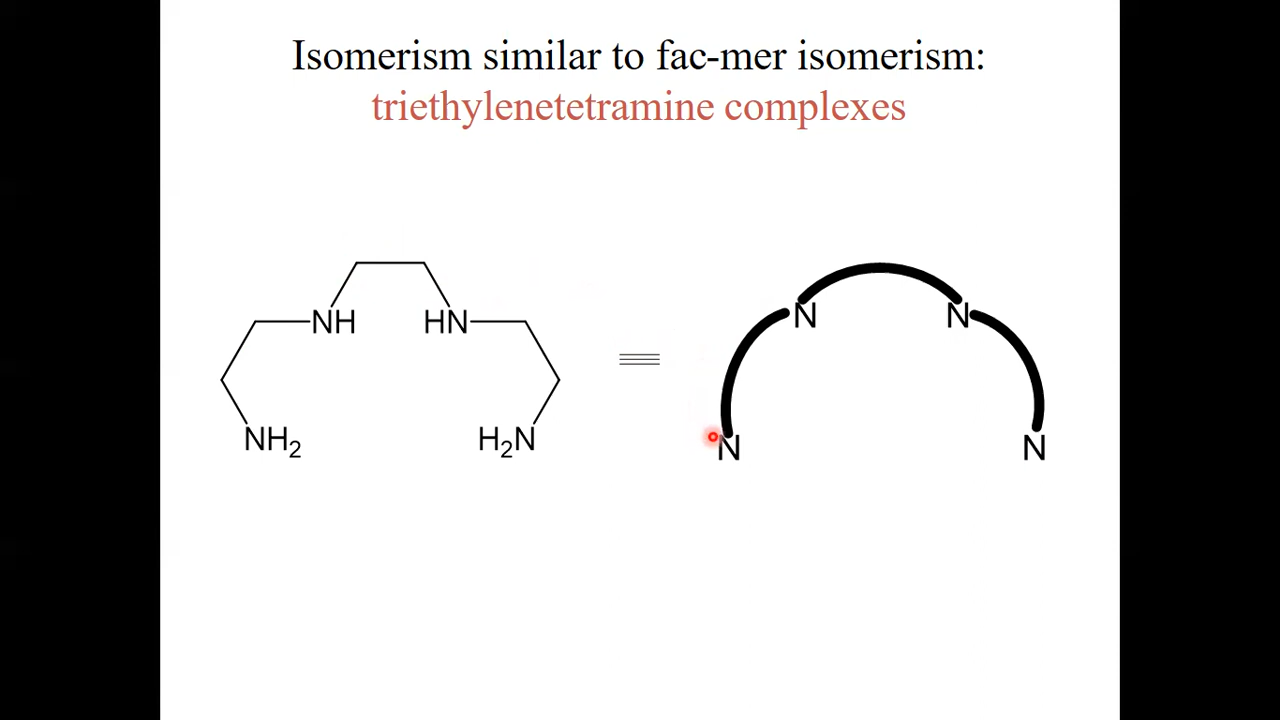 Isomerism similar to fac-mer isomerism:
triethylenetetramine complexes
NH HN
NH₂ H₂N
N N
N N